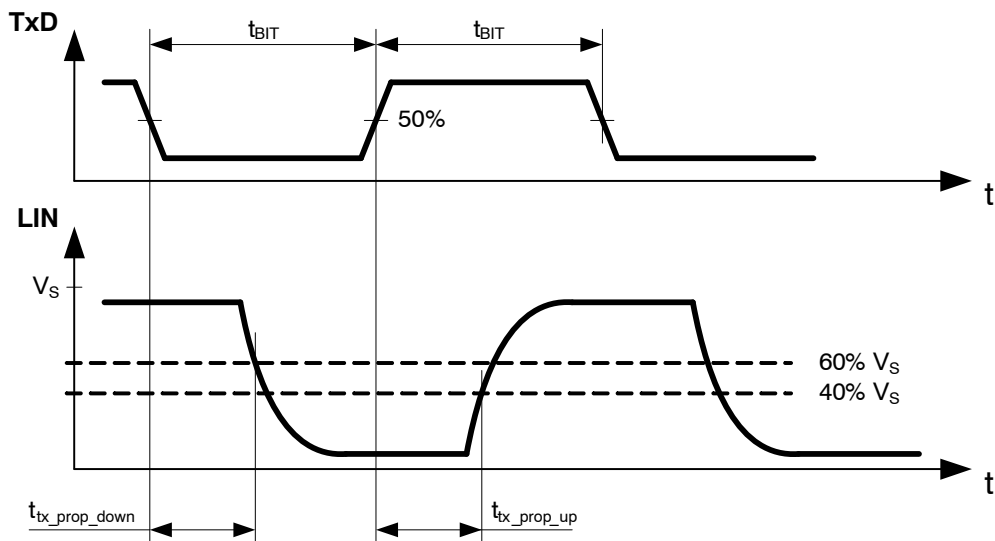 TxD
tBIT
tBIT
50%
t
LIN
VS
60% VS
40% VS
t
ttx_prop_down
ttx_prop_up